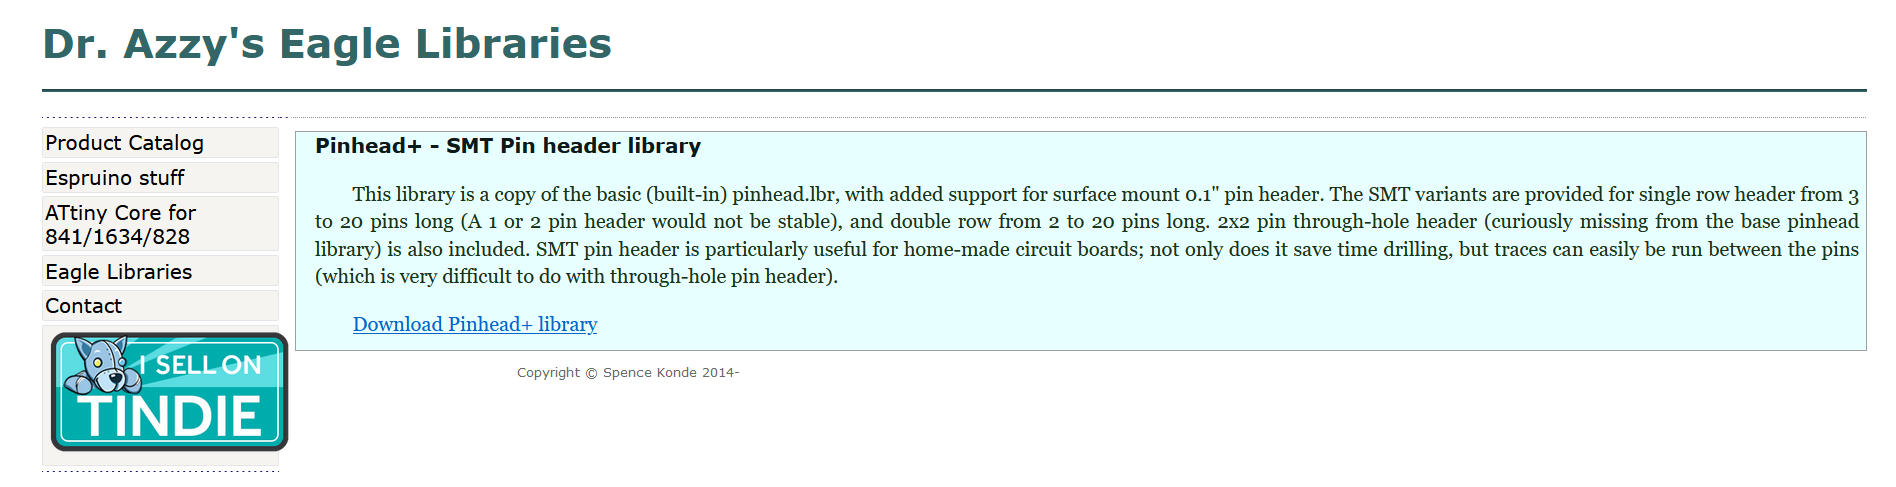 Dr. Azzy's Eagle Libraries
Product Catalog
Espruino stuff
ATtiny Core for
841/1634/828
Eagle Libraries
Contact
I SELL ON
TINDIE
Pinhead+ - SMT Pin header library
This library is a copy of the basic (built-in) pinhead.lbr, with added support for surface mount 0.1" pin header. The SMT variants are provided for single row header from 3
to 20 pins long (A 1 or 2 pin header would not be stable), and double row from 2 to 20 pins long. 2x2 pin through-hole header (curiously missing from the base pinhead
library) is also included. SMT pin header is particularly useful for home-made circuit boards; not only does it save time drilling, but traces can easily be run between the pins
(which is very difficult to do with through-hole pin header).
Download Pinhead+ library
Copyright © Spence Konde 2014-